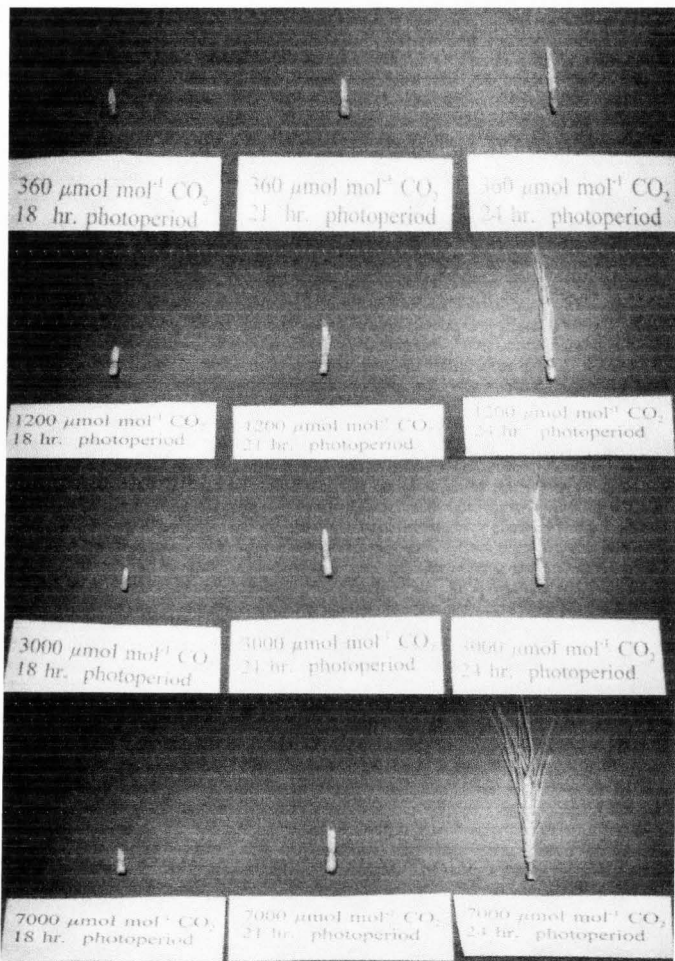 360 μmol mol⁻¹ CO₂
18 hr. photoperiod
360 μmol mol⁻¹ CO₂
21 hr. photoperiod
360 μmol mol⁻¹ CO₂
24 hr. photoperiod
1200 μmol mol⁻¹ CO₂
18 hr. photoperiod
1200 μmol mol⁻¹ CO₂
21 hr. photoperiod
1200 μmol mol⁻¹ CO₂
24 hr. photoperiod
3000 μmol mol⁻¹ CO
18 hr. photoperiod
3000 μmol mol⁻¹ CO₂
21 hr. photoperiod
3000 μmol mol⁻¹ CO₂
24 hr. photoperiod
7000 μmol mol⁻¹ CO₂
18 hr. photoperiod
7000 μmol mol⁻¹ CO₂
21 hr. photoperiod
7000 μmol mol⁻¹ CO₂
24 hr. photoperiod